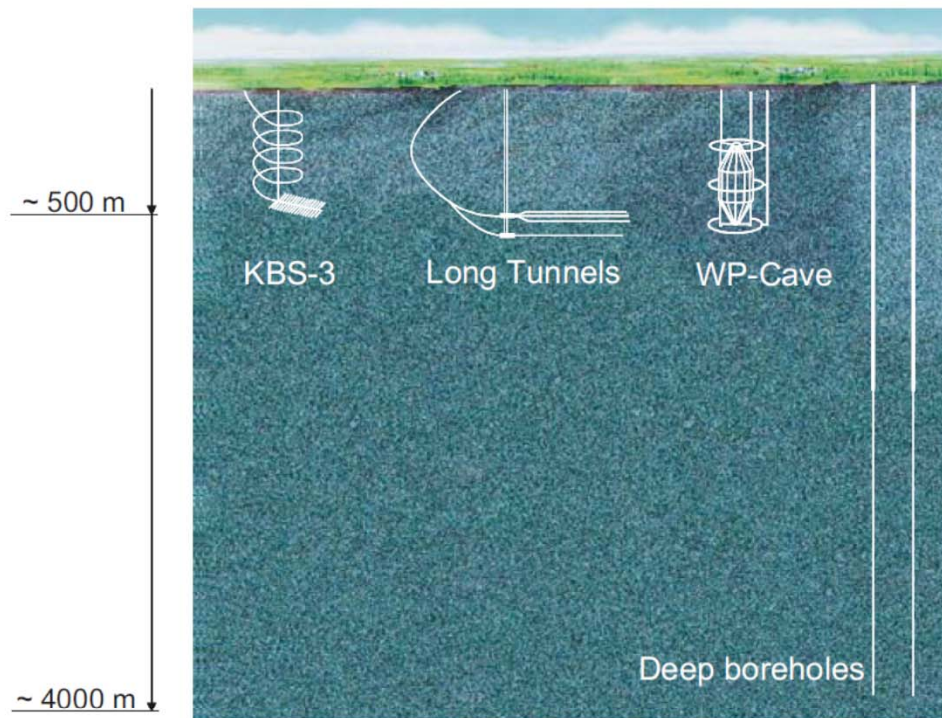 ~ 500 m
KBS-3
Long Tunnels
WP-Cave
Deep boreholes
~ 4000 m